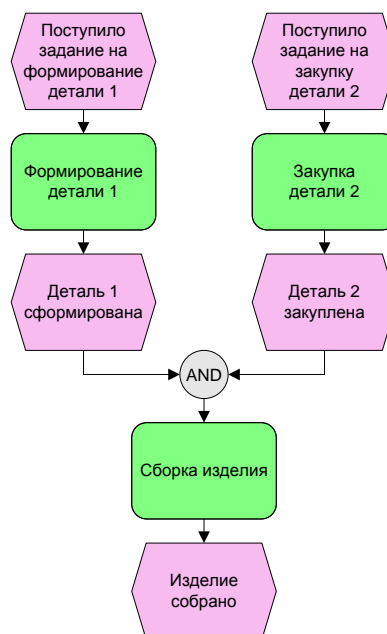 Поступило
задание на
формирование
детали 1
Поступило
задание на
закупку
детали 2
Формирование
детали 1
Закупка
детали 2
Деталь 1
сформирована
Деталь 2
закуплена
AND
Сборка изделия
Изделие
собрано